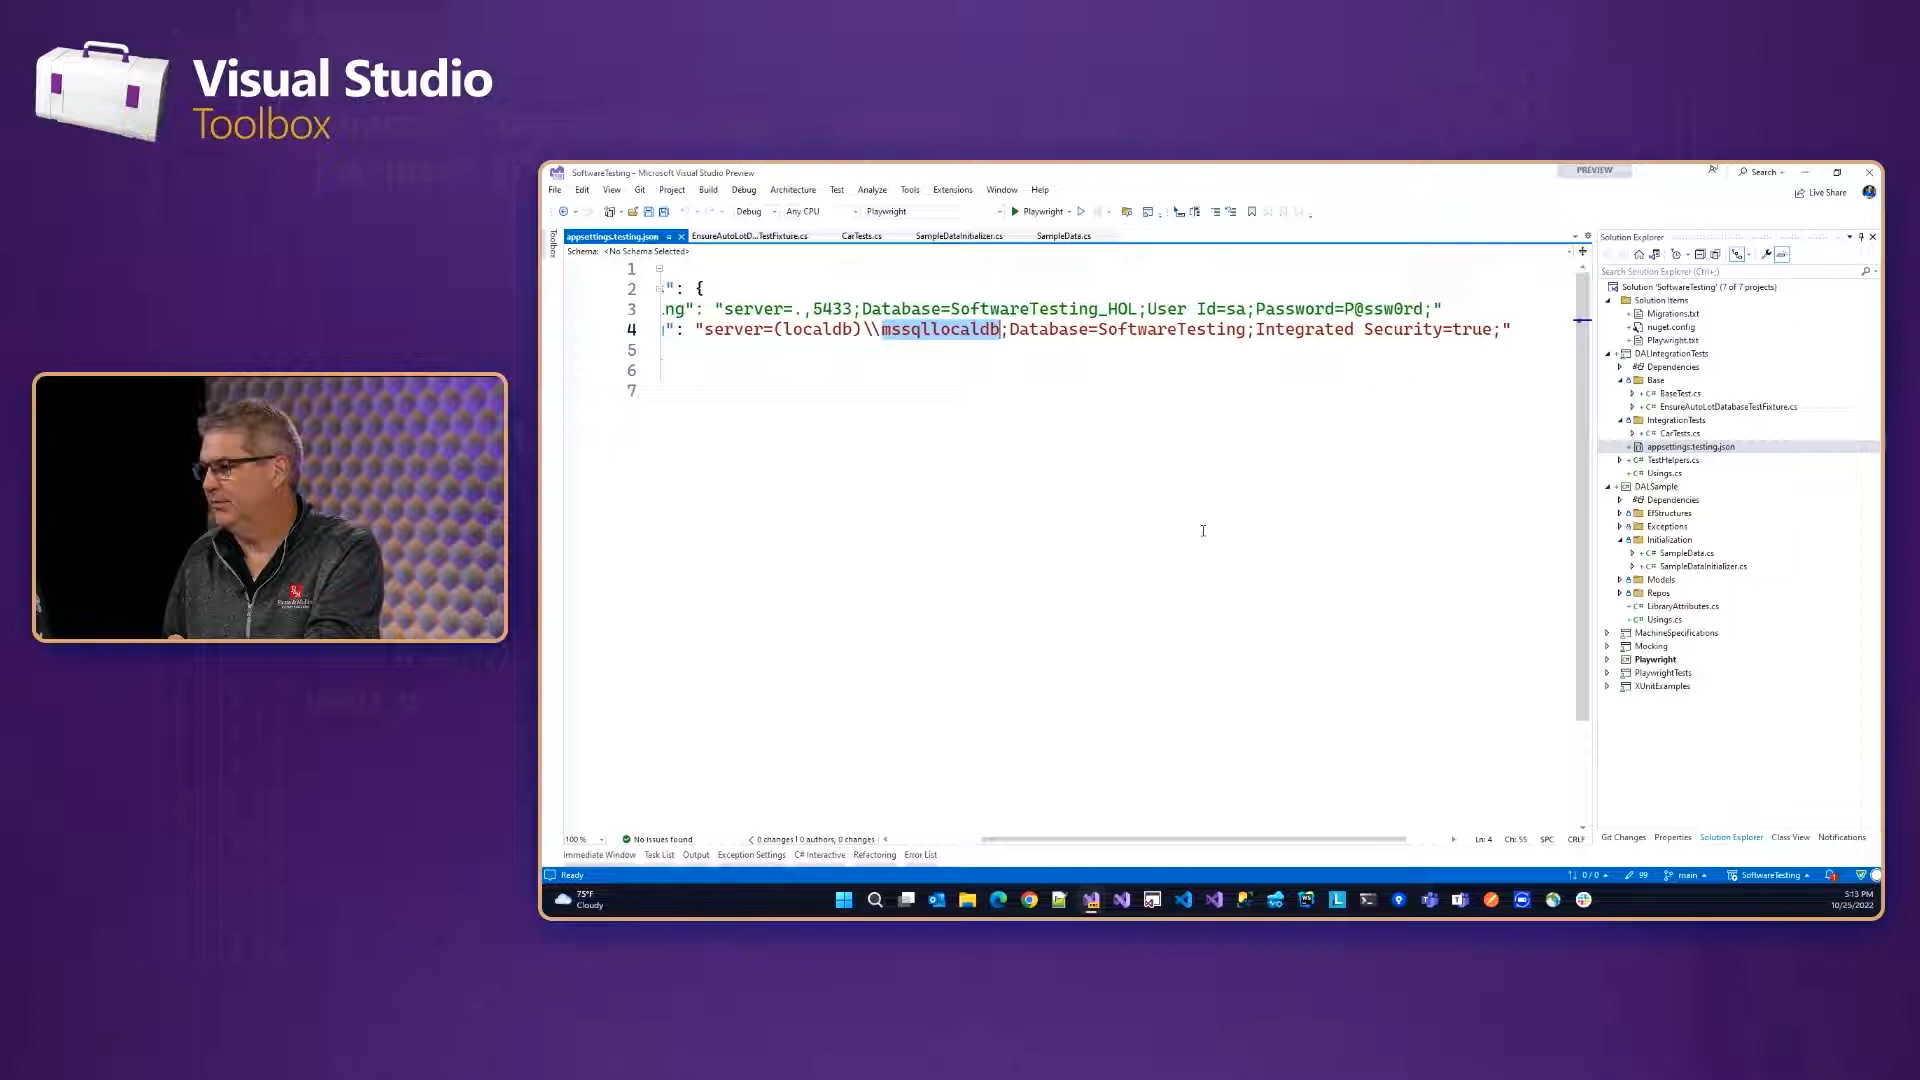 Visual Studio
Toolbox
SoftwareTesting - Microsoft Visual Studio Preview
PREVIEW
Search
File Edit View Git Project Build Debug Architecture Test Analyze Tools Extensions Window Help
Live Share
Debug Any CPU Playwright Playwright
Toolbox
appsettings.testing.json EnsureAutoLotD...TestFixture.cs CarTests.cs SampleDataInitializer.cs SampleData.cs
Schema: <No Schema Selected>
1
2 ": {
3 ng": "server=.,5433;Database=SoftwareTesting_HOL;User Id=sa;Password=P@ssw0rd;"
4 ": "server=(localdb)\\mssqllocaldb;Database=SoftwareTesting;Integrated Security=true;"
5
6
7
Solution Explorer
Search Solution Explorer (Ctrl+;)
Solution 'SoftwareTesting' (7 of 7 projects)
Solution Items
Migrations.txt
nuget.config
Playwright.txt
DALIntegrationTests
Dependencies
Base
C# BaseTest.cs
C# EnsureAutoLotDatabaseTestFixture.cs
IntegrationTests
C# CarTests.cs
appsettings.testing.json
C# TestHelpers.cs
C# Usings.cs
DALSample
Dependencies
EfStructures
Exceptions
Initialization
C# SampleData.cs
C# SampleDataInitializer.cs
Models
Repos
C# LibraryAttributes.cs
C# Usings.cs
MachineSpecifications
Mocking
Playwright
PlaywrightTests
XUnitExamples
100 % No issues found 0 changes | 0 authors, 0 changes Ln: 4 Ch: 55 SPC CRLF
Git Changes Properties Solution Explorer Class View Notifications
Immediate Window Task List Output Exception Settings C# Interactive Refactoring Error List
Ready 0 / 0 99 main SoftwareTesting
75°F
Cloudy
5:13 PM
10/25/2022